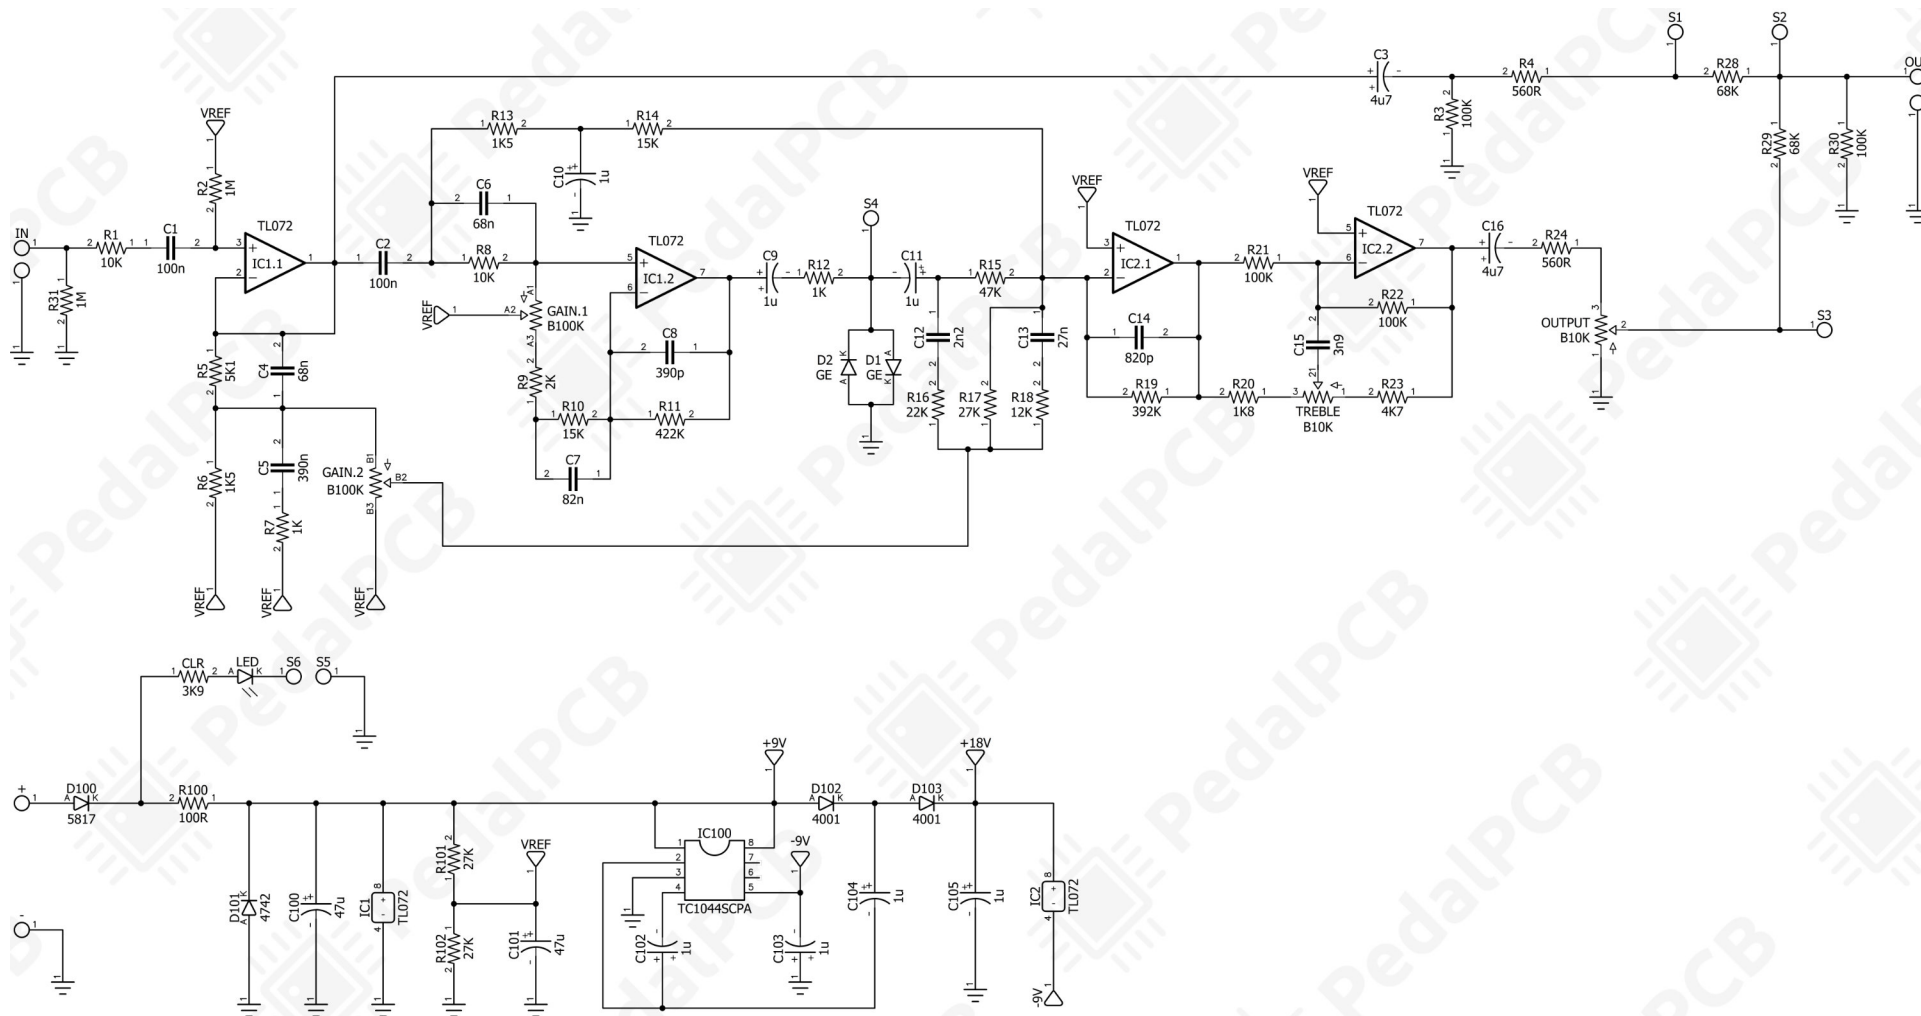 S1
S2
C3
4u7
R4
560R
R28
68K
OU
R3
100K
R29
68K
R30
100K
VREF
R2
1M
R13
1K5
R14
15K
C10
1u
C6
68n
IN
R1
10K
C1
100n
TL072
IC1.1
C2
100n
R8
10K
TL072
IC1.2
R31
1M
VREF
GAIN.1
B100K
C9
1u
R12
1K
S4
C11
1u
R15
47K
VREF
TL072
IC2.1
R21
100K
VREF
TL072
IC2.2
C16
4u7
R24
560R
R22
100K
OUTPUT
B10K
S3
R5
5K1
C4
68n
R9
2K
C8
390p
R10
15K
R11
422K
C7
82n
D2
GE
D1
GE
C12
2n2
C13
27n
R16
22K
R17
27K
R18
12K
C14
820p
R19
392K
R20
1K8
C15
3n9
TREBLE
B10K
R23
4K7
R6
1K5
C5
390n
R7
1K
GAIN.2
B100K
VREF
VREF
VREF
CLR
3K9
LED
S6
S5
+
D100
5817
R100
100R
+9V
D102
4001
D103
4001
+18V
IC100
TC1044SCPA
-9V
R101
27K
VREF
D101
4742
C100
47u
IC1
TL072
R102
27K
C101
47u
C102
1u
C103
1u
C104
1u
C105
1u
IC2
TL072
-9V
-
PedalPCB